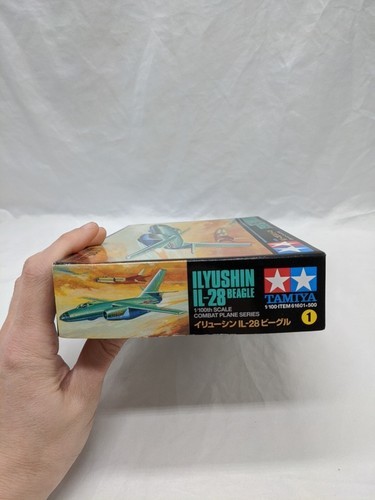 ILYUSHIN
IL-28 BEAGLE
1/100th SCALE
COMBAT PLANE SERIES
イリューシン IL-28 ビーグル
TAMIYA
1/100 ITEM 61601-500
1